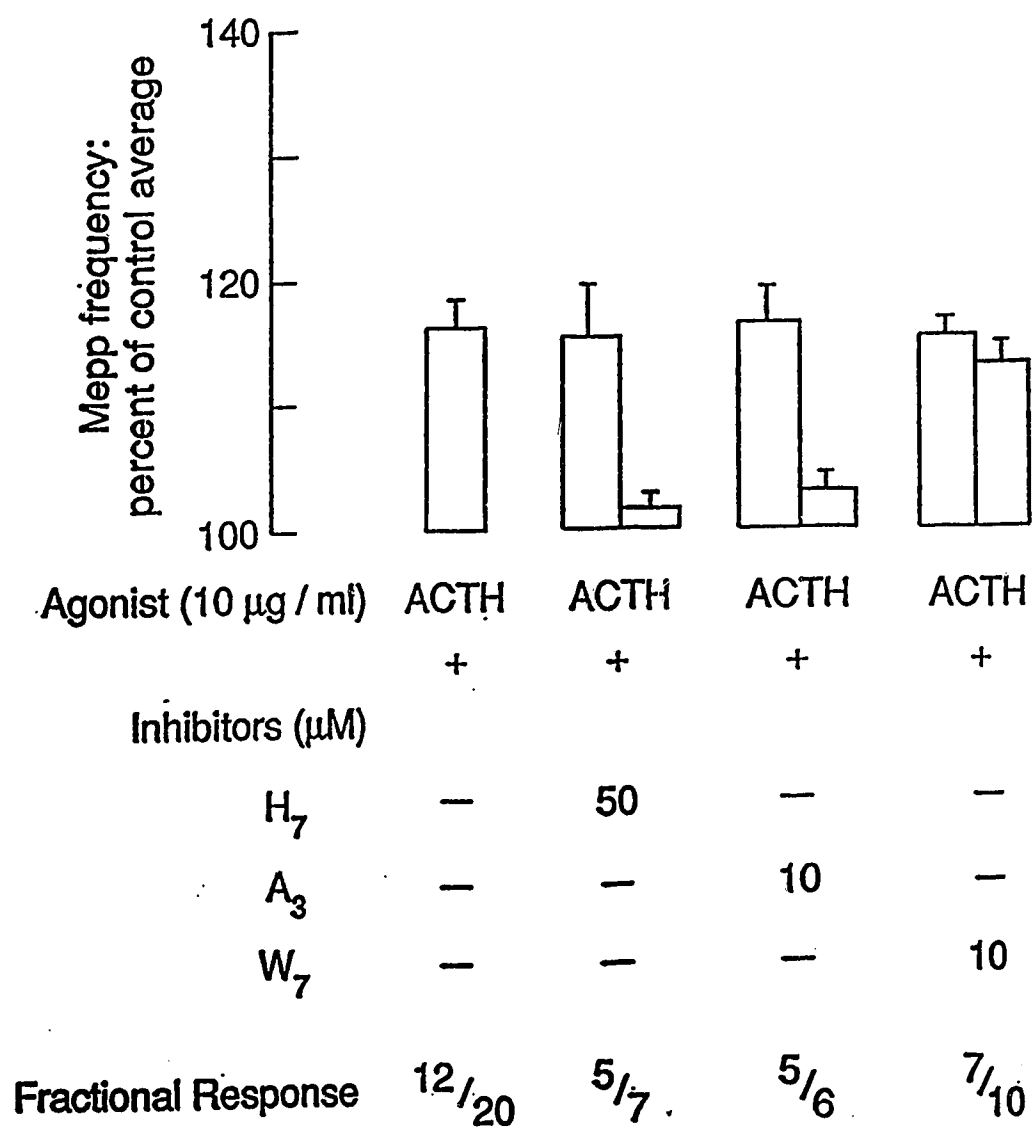 140
120
100
Mepp frequency:
percent of control average
Agonist (10 μg / ml) ACTH ACTH ACTH ACTH
+ + + +
Inhibitors (μM)
H7 — 50 — —
A3 — — 10 —
W7 — — — 10
Fractional Response 12/20 5/7 5/6 7/10